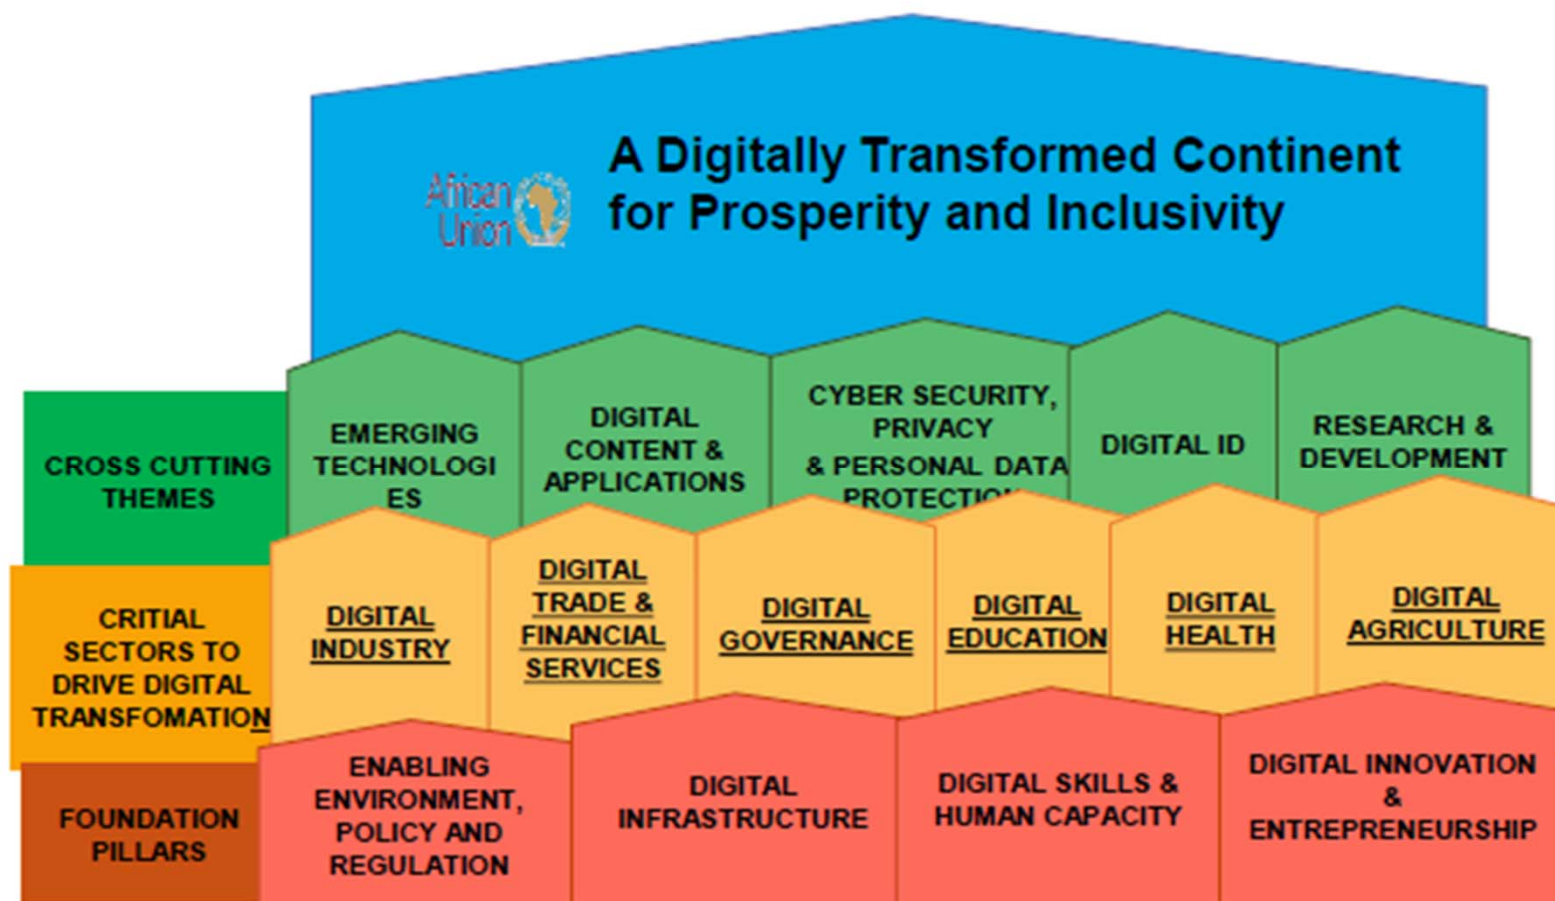 African
Union
A Digitally Transformed Continent
for Prosperity and Inclusivity
CROSS CUTTING
THEMES
EMERGING
TECHNOLOGI
ES
DIGITAL
CONTENT &
APPLICATIONS
CYBER SECURITY,
PRIVACY
& PERSONAL DATA
PROTECTION
DIGITAL ID
RESEARCH &
DEVELOPMENT
CRITIAL
SECTORS TO
DRIVE DIGITAL
TRANSFOMATION
DIGITAL
INDUSTRY
DIGITAL
TRADE &
FINANCIAL
SERVICES
DIGITAL
GOVERNANCE
DIGITAL
EDUCATION
DIGITAL
HEALTH
DIGITAL
AGRICULTURE
FOUNDATION
PILLARS
ENABLING
ENVIRONMENT,
POLICY AND
REGULATION
DIGITAL
INFRASTRUCTURE
DIGITAL SKILLS &
HUMAN CAPACITY
DIGITAL INNOVATION
&
ENTREPRENEURSHIP